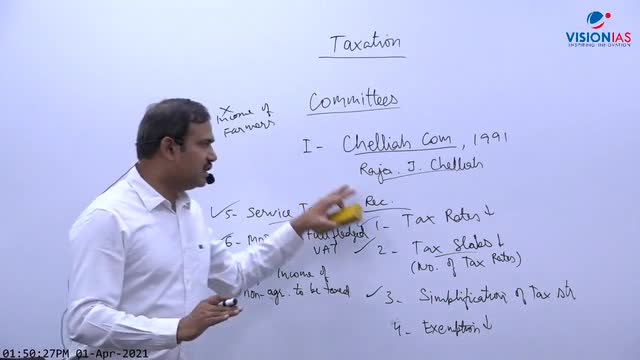 VISIONIAS
INSPIRING INNOVATION
Taxation
Committees
X
Income of
Farmers
I - Chelliah Com, 1991
Raja. J. Chelliah
Rec.
1 - Tax Rates ↓
✓ 2 - Tax Slabs ↓
(No. of Tax Rates)
✓ 3 - Simplification of Tax str
4 - Exemption ↓
✓ 5 - Service
6 -
VAT
Income of
non-agr. to be taxed
01:50:27PM 01-Apr-2021